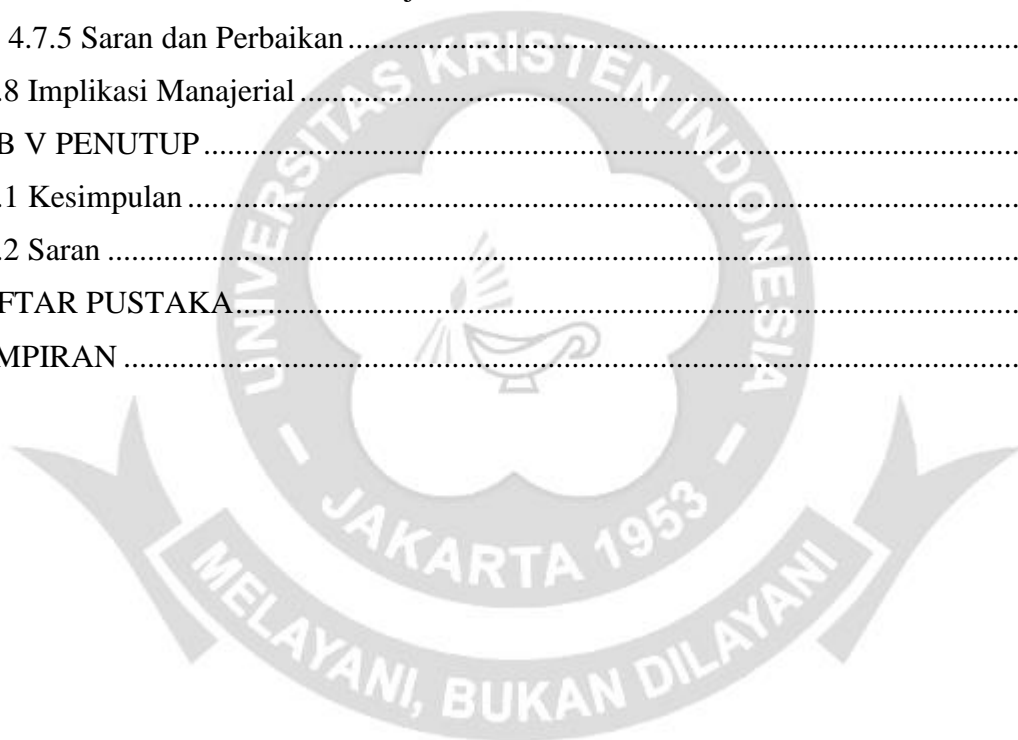 4.7.5 Saran dan Perbaikan
.8 Implikasi Manajerial
B V PENUTUP
.1 Kesimpulan
.2 Saran
FTAR PUSTAKA
MPIRAN
UNIVERSITAS KRISTEN INDONESIA
- JAKARTA 1953 -
MELAYANI, BUKAN DILAYANI